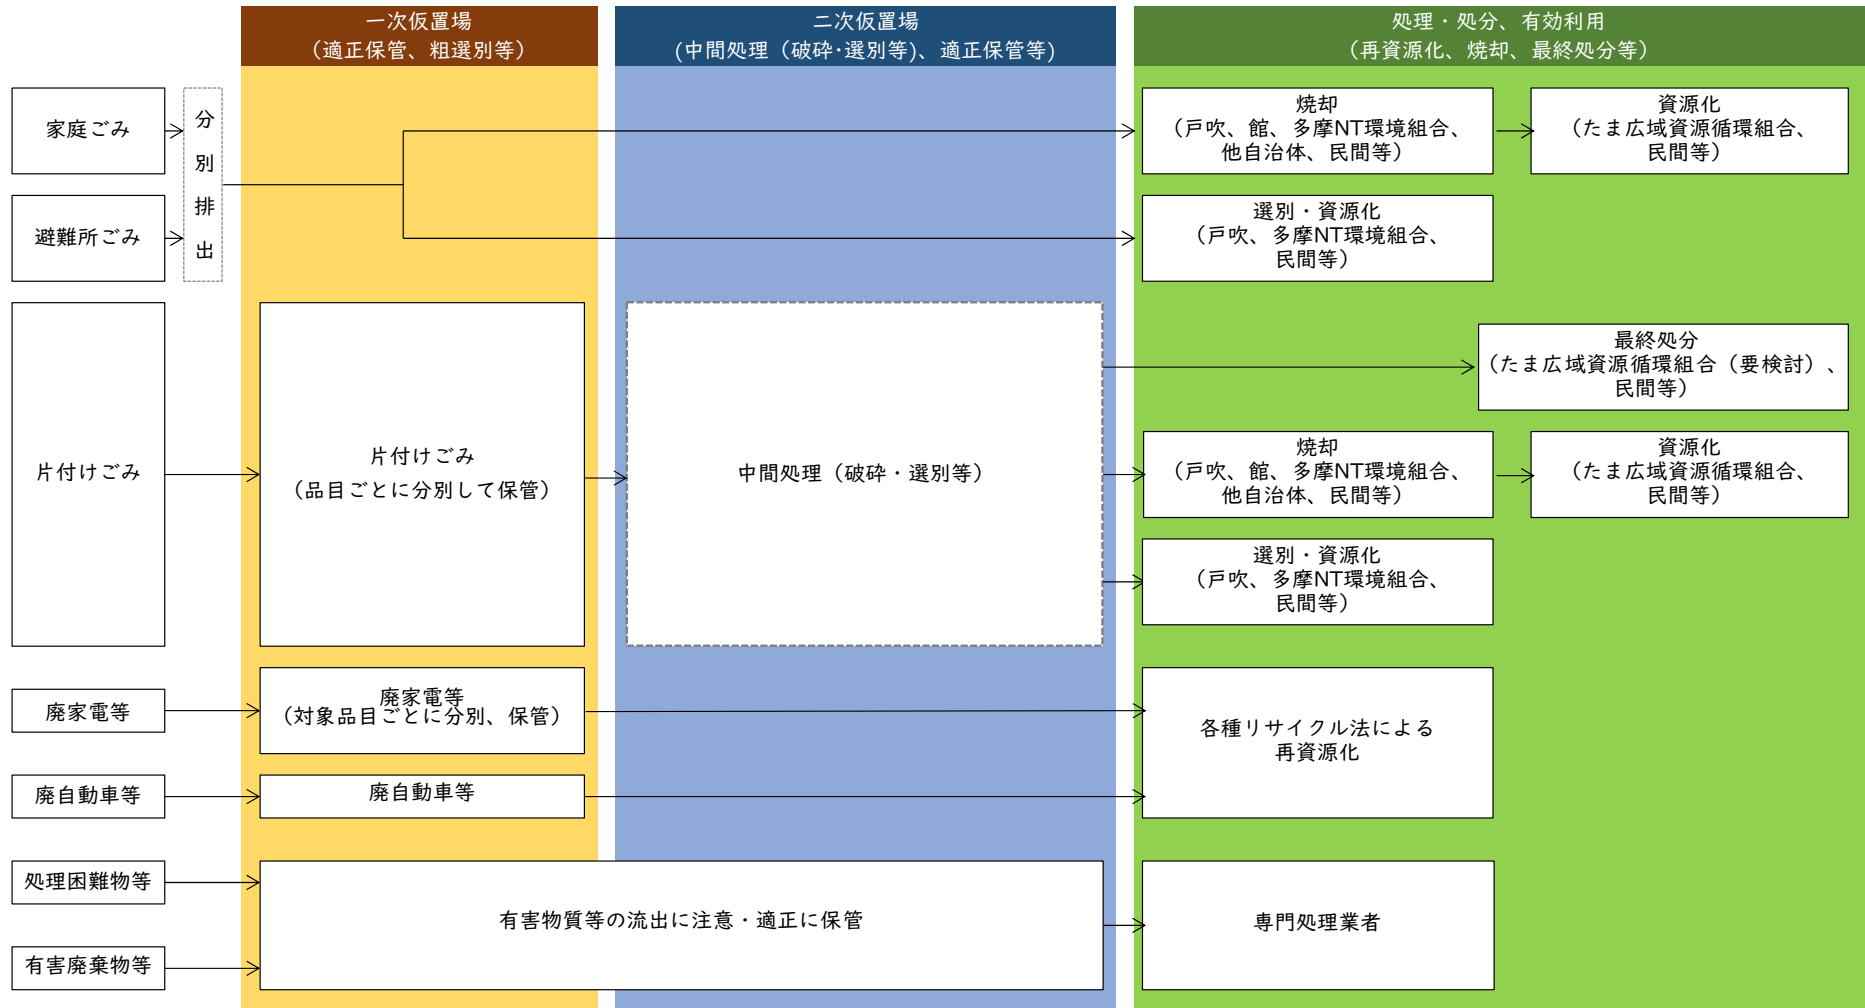 一次仮置場
（適正保管、粗選別等）
二次仮置場
(中間処理（破砕･選別等)、適正保管等)
処理・処分、有効利用
（再資源化、焼却、最終処分等）
家庭ごみ
避難所ごみ
分
別
排
出
焼却
（戸吹、館、多摩NT環境組合、
他自治体、民間等）
資源化
（たま広域資源循環組合、
民間等）
選別・資源化
（戸吹、多摩NT環境組合、
民間等）
片付けごみ
片付けごみ
（品目ごとに分別して保管）
中間処理（破砕・選別等）
最終処分
（たま広域資源循環組合（要検討）、
民間等）
焼却
（戸吹、館、多摩NT環境組合、
他自治体、民間等）
資源化
（たま広域資源循環組合、
民間等）
選別・資源化
（戸吹、多摩NT環境組合、
民間等）
廃家電等
廃家電等
（対象品目ごとに分別、保管）
各種リサイクル法による
再資源化
廃自動車等
廃自動車等
処理困難物等
有害廃棄物等
有害物質等の流出に注意・適正に保管
専門処理業者